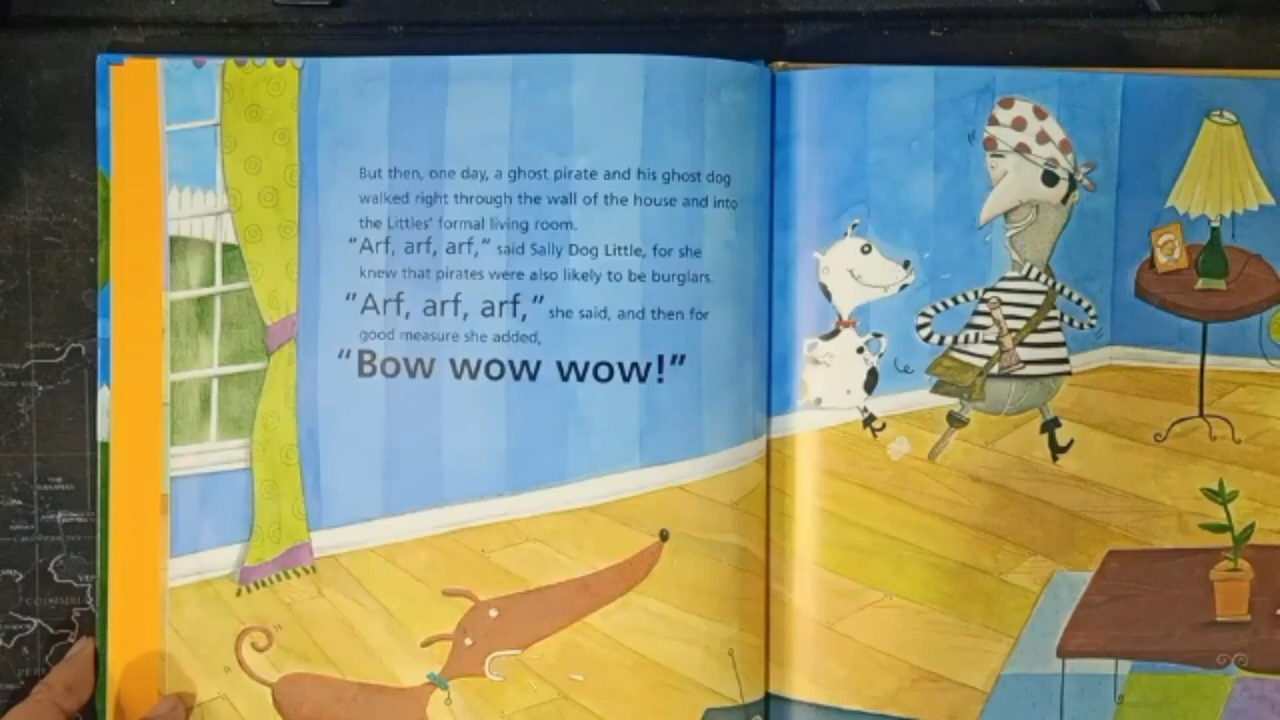 But then, one day, a ghost pirate and his ghost dog
walked right through the wall of the house and into
the Littles' formal living room.
"Arf, arf, arf," said Sally Dog Little, for she
knew that pirates were also likely to be burglars.
"Arf, arf, arf," she said, and then for
good measure she added,
"Bow wow wow!"